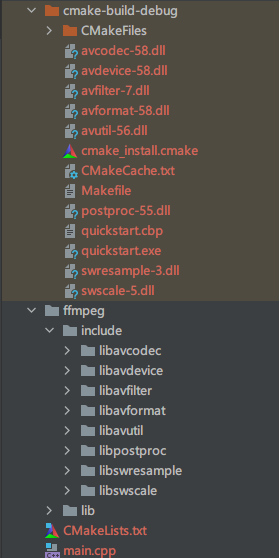 cmake-build-debug
CMakeFiles
avcodec-58.dll
avdevice-58.dll
avfilter-7.dll
avformat-58.dll
avutil-56.dll
cmake_install.cmake
CMakeCache.txt
Makefile
postproc-55.dll
quickstart.cbp
quickstart.exe
swresample-3.dll
swscale-5.dll
ffmpeg
include
libavcodec
libavdevice
libavfilter
libavformat
libavutil
libpostproc
libswresample
libswscale
lib
CMakeLists.txt
main.cpp